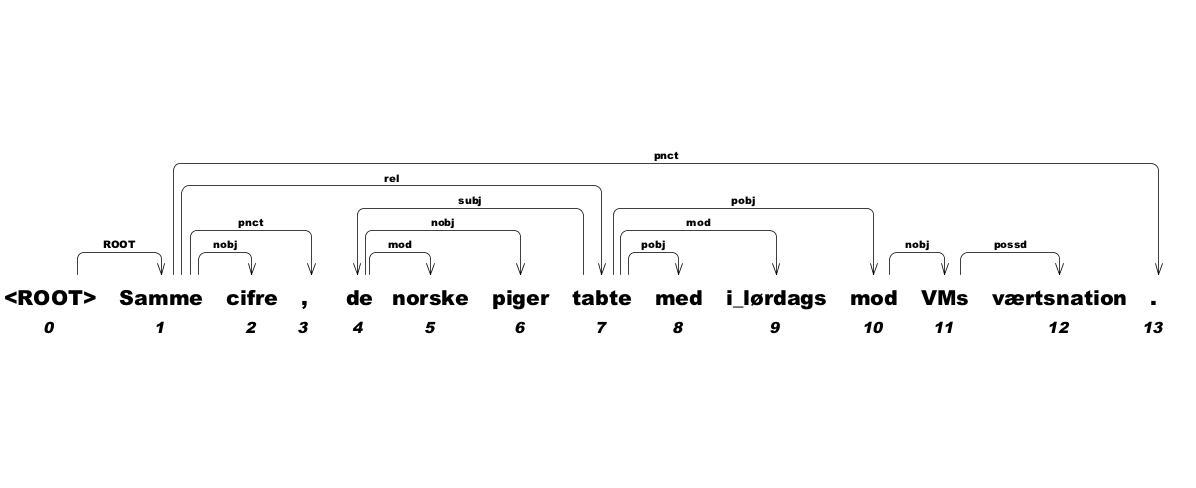 pnct
rel
subj pobj
pnct nobj mod
ROOT nobj mod pobj nobj possd
<ROOT> Samme cifre , de norske piger tabte med i_lørdags mod VMs værtsnation .
0 1 2 3 4 5 6 7 8 9 10 11 12 13